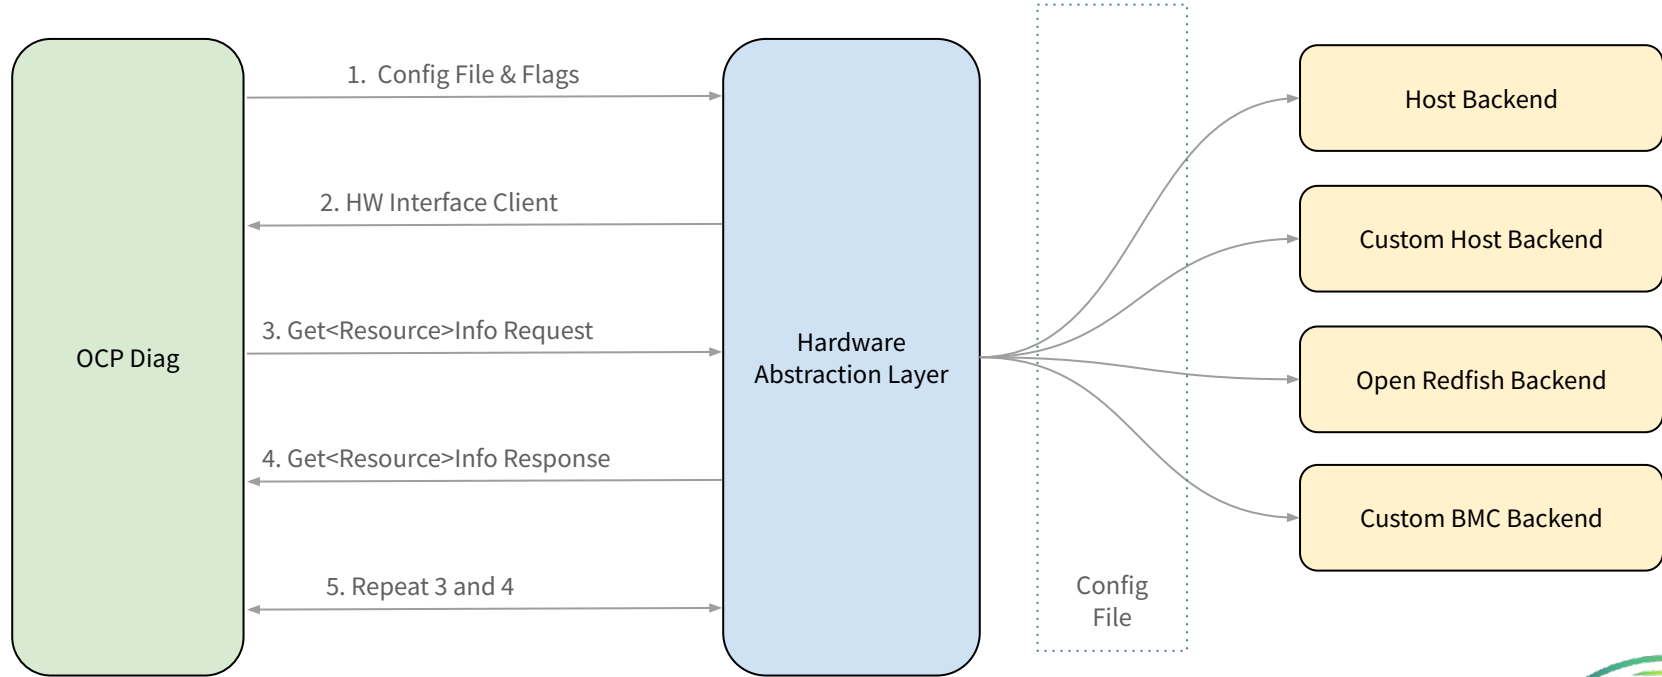 1. Config File & Flags
2. HW Interface Client
3. Get<Resource>Info Request
4. Get<Resource>Info Response
5. Repeat 3 and 4
OCP Diag
Hardware
Abstraction Layer
Config
File
Host Backend
Custom Host Backend
Open Redfish Backend
Custom BMC Backend